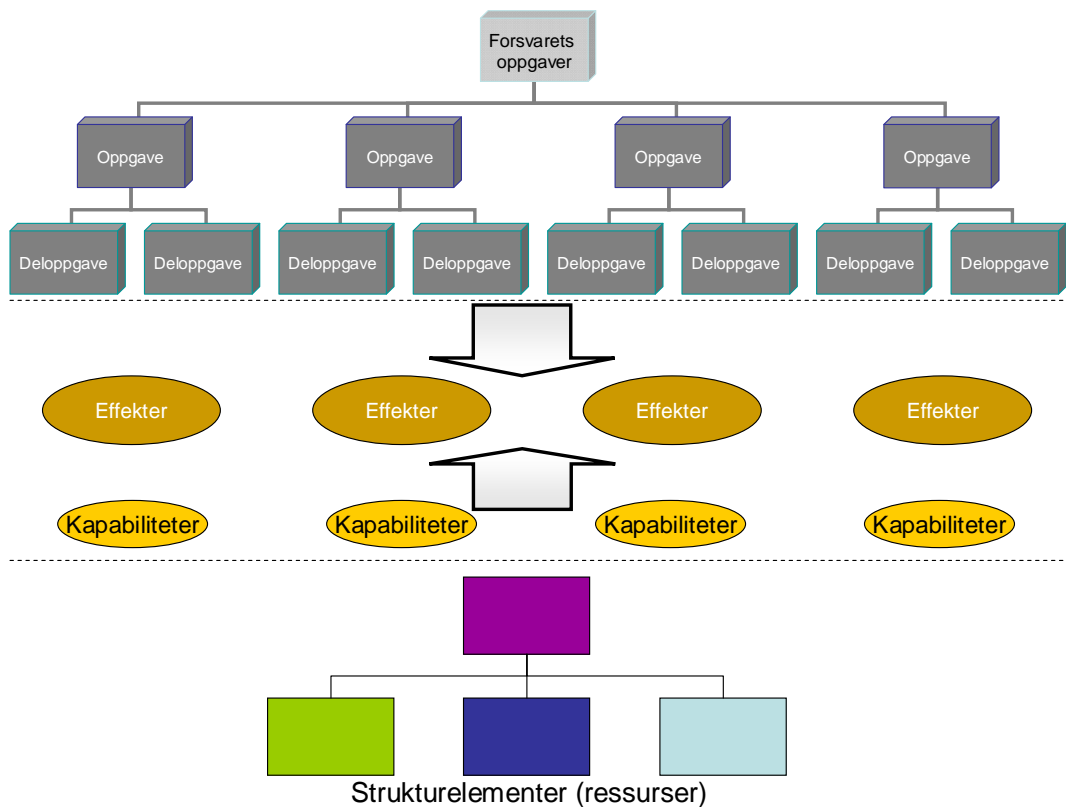 Forsvarets
oppgaver
Oppgave
Oppgave
Oppgave
Oppgave
Deloppgave
Deloppgave
Deloppgave
Deloppgave
Deloppgave
Deloppgave
Deloppgave
Deloppgave
Effekter
Effekter
Effekter
Effekter
Kapabiliteter
Kapabiliteter
Kapabiliteter
Kapabiliteter
Strukturelementer (ressurser)